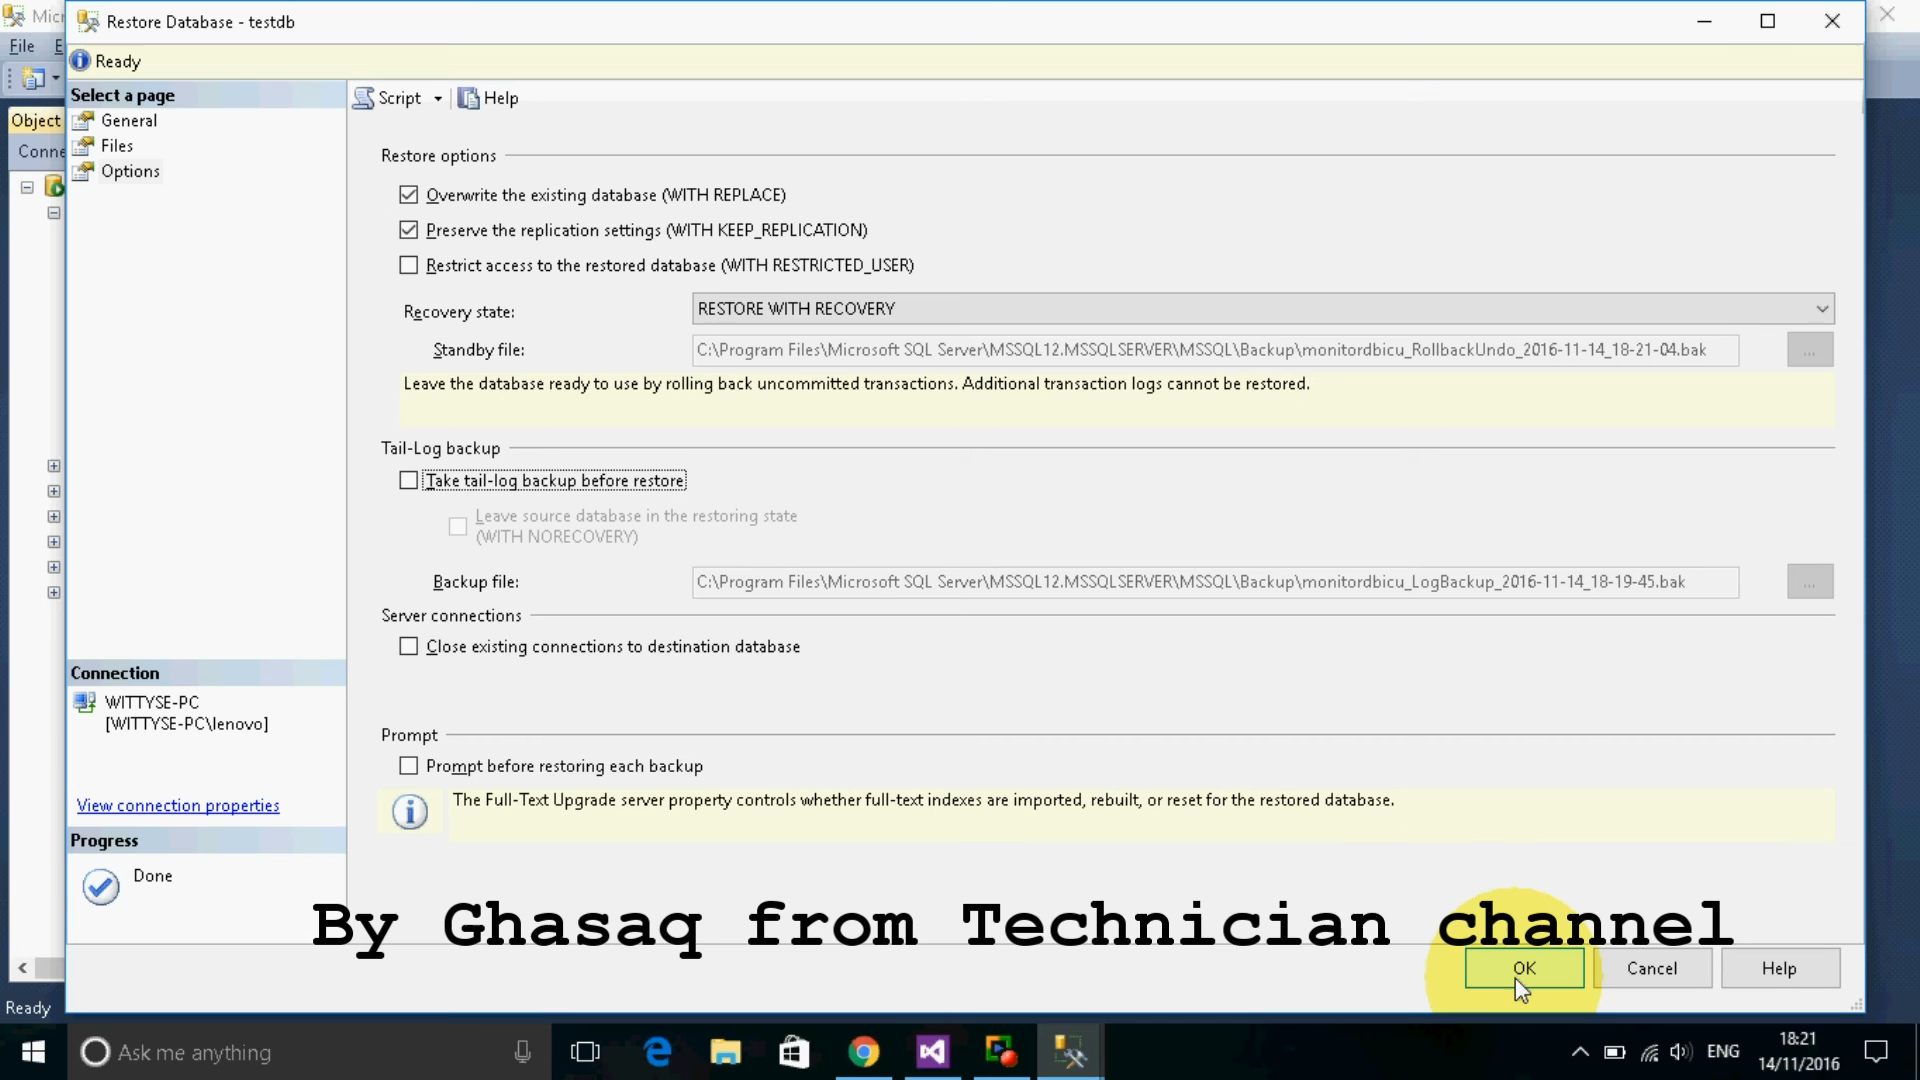 Micr
Restore Database - testdb
File E
Ready
Select a page
Script
Help
Object
General
Conne
Files
Options
Restore options
Overwrite the existing database (WITH REPLACE)
Preserve the replication settings (WITH KEEP_REPLICATION)
Restrict access to the restored database (WITH RESTRICTED_USER)
Recovery state:
RESTORE WITH RECOVERY
Standby file:
C:\Program Files\Microsoft SQL Server\MSSQL12.MSSQLSERVER\MSSQL\Backup\monitordbicu_RollbackUndo_2016-11-14_18-21-04.bak
...
Leave the database ready to use by rolling back uncommitted transactions. Additional transaction logs cannot be restored.
Tail-Log backup
Take tail-log backup before restore
Leave source database in the restoring state
(WITH NORECOVERY)
Backup file:
C:\Program Files\Microsoft SQL Server\MSSQL12.MSSQLSERVER\MSSQL\Backup\monitordbicu_LogBackup_2016-11-14_18-19-45.bak
...
Server connections
Close existing connections to destination database
Connection
WITTYSE-PC
[WITTYSE-PC\lenovo]
Prompt
Prompt before restoring each backup
View connection properties
The Full-Text Upgrade server property controls whether full-text indexes are imported, rebuilt, or reset for the restored database.
Progress
Done
By Ghasaq from Technician channel
OK
Cancel
Help
Ready
Ask me anything
ENG
18:21
14/11/2016